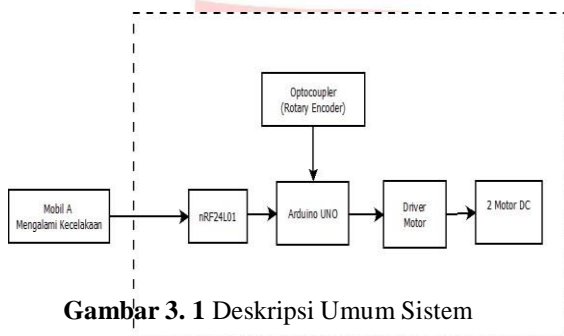 Optocoupler
(Rotary Encoder)
Mobil A
Mengalami Kecelakaan
nRF24L01
Arduino UNO
Driver
Motor
2 Motor DC
Gambar 3. 1 Deskripsi Umum Sistem